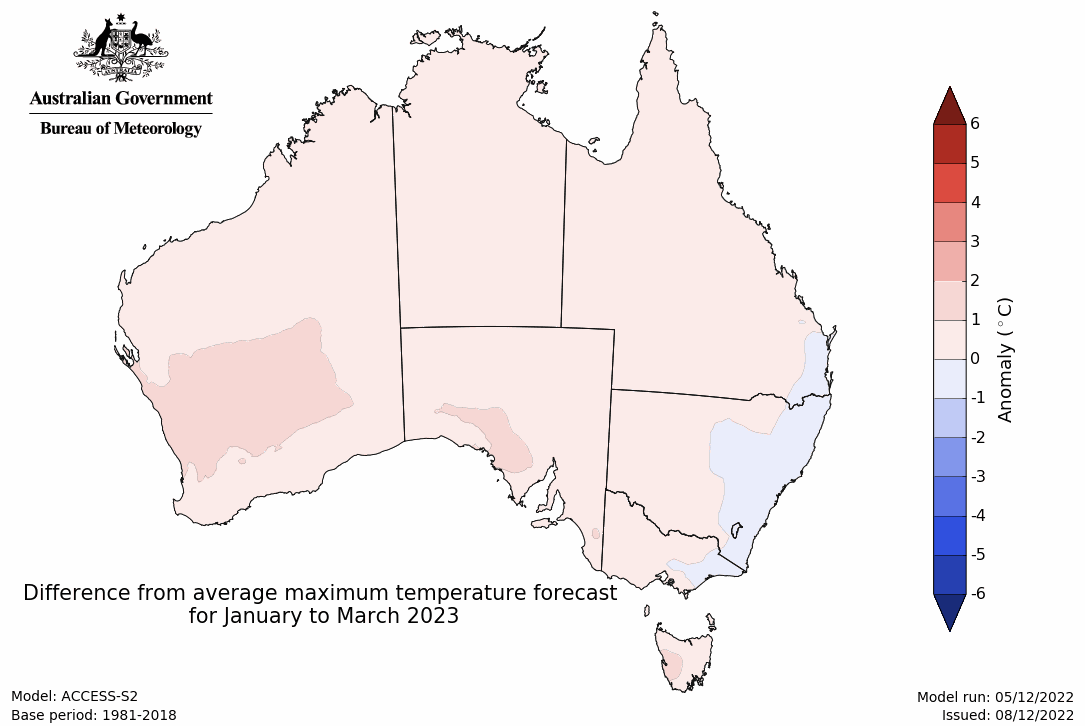 Australian Government
Bureau of Meteorology
6
5
4
3
2
1
0
-1
-2
-3
-4
-5
-6
Anomaly (°C)
Difference from average maximum temperature forecast
for January to March 2023
Model: ACCESS-S2
Base period: 1981-2018
Model run: 05/12/2022
Issued: 08/12/2022